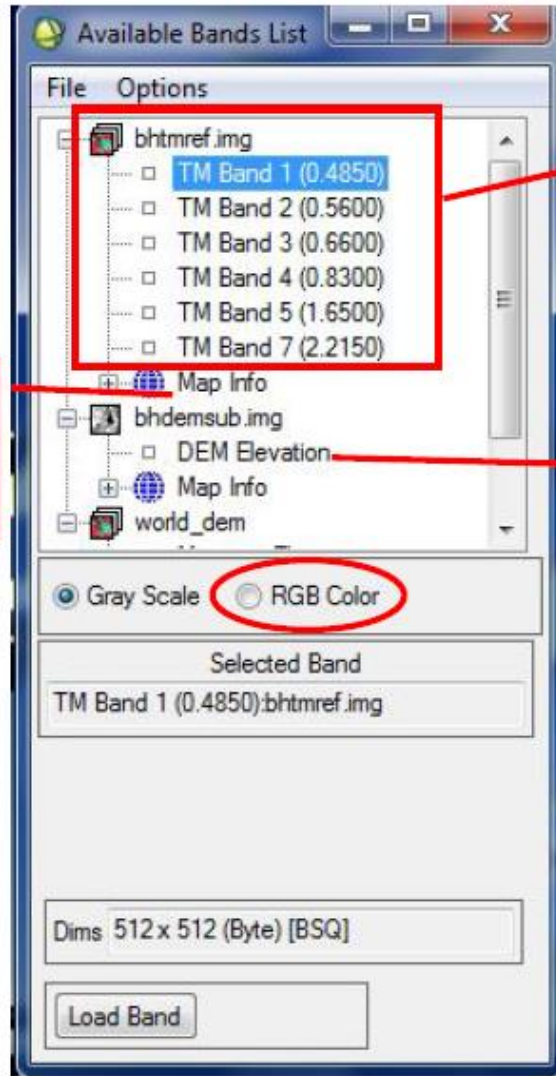 Available Bands List
File Options
bhtmref.img
TM Band 1 (0.4850)
TM Band 2 (0.5600)
TM Band 3 (0.6600)
TM Band 4 (0.8300)
TM Band 5 (1.6500)
TM Band 7 (2.2150)
Map Info
bhdemsub.img
DEM Elevation
Map Info
world_dem
Gray Scale RGB Color
Selected Band
TM Band 1 (0.4850):bhtmref.img
Dims 512 x 512 (Byte) [BSQ]
Load Band